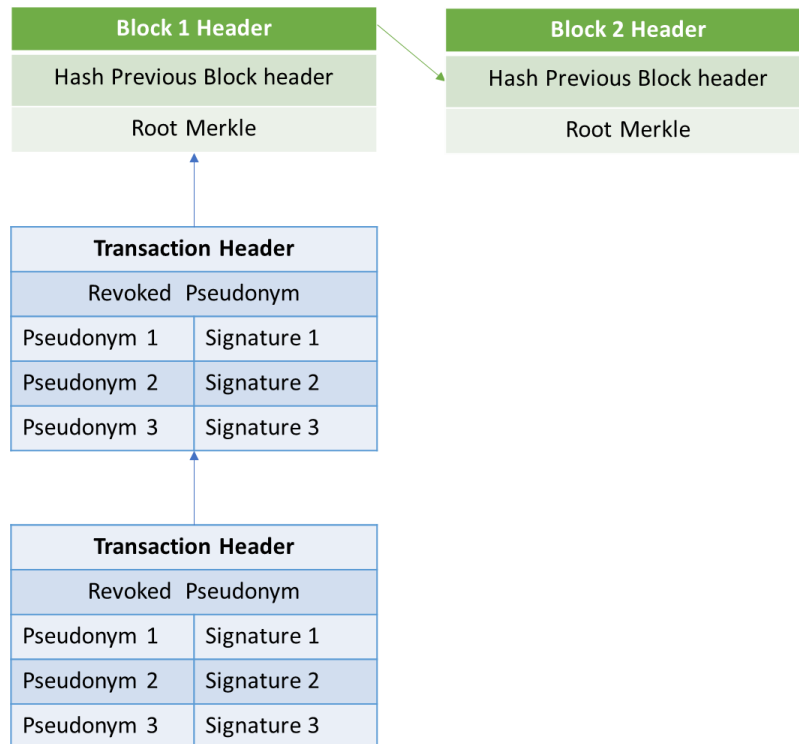 Block 1 Header
Hash Previous Block header
Root Merkle
Block 2 Header
Hash Previous Block header
Root Merkle
Transaction Header
Revoked Pseudonym
Pseudonym 1 Signature 1
Pseudonym 2 Signature 2
Pseudonym 3 Signature 3
Transaction Header
Revoked Pseudonym
Pseudonym 1 Signature 1
Pseudonym 2 Signature 2
Pseudonym 3 Signature 3